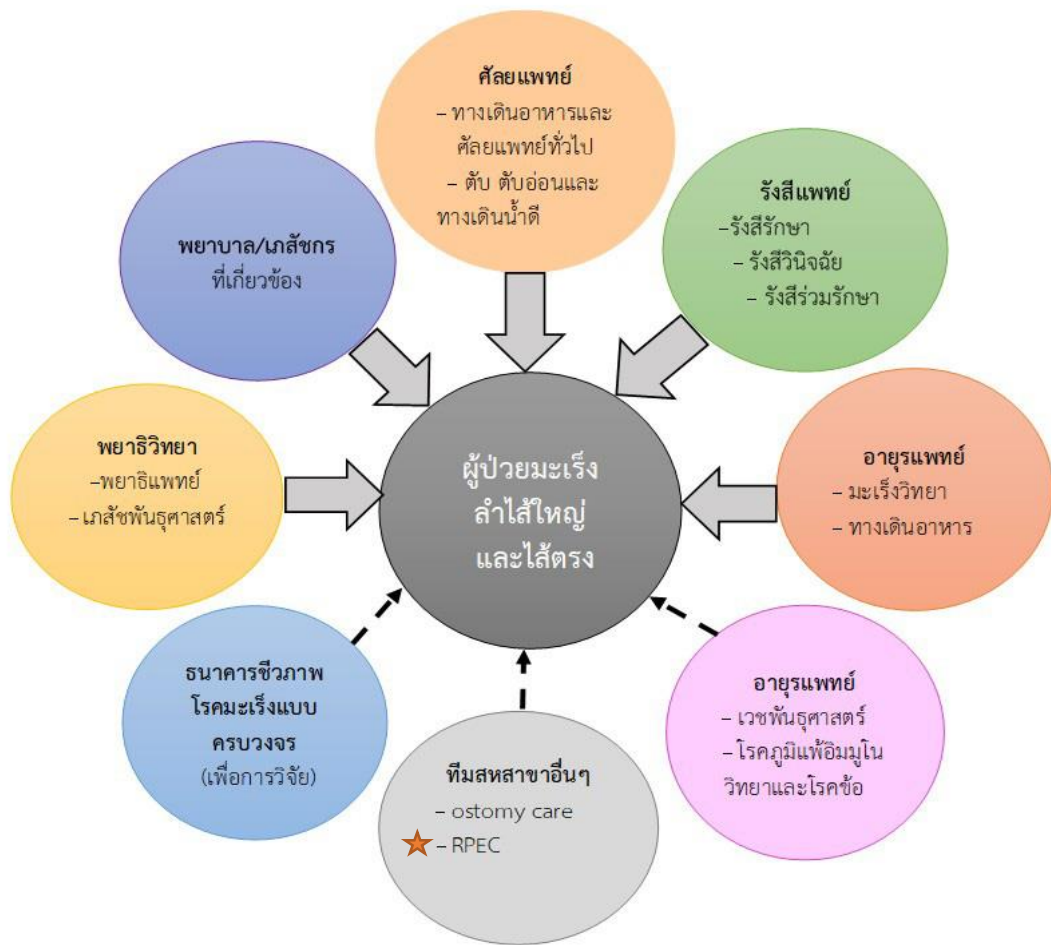 ศัลยแพทย์
– ทางเดินอาหารและ
ศัลยแพทย์ทั่วไป
– ตับ ตับอ่อนและ
ทางเดินน้ำดี
รังสีแพทย์
–รังสีรักษา
– รังสีวินิจฉัย
– รังสีร่วมรักษา
พยาบาล/เภสัชกร
ที่เกี่ยวข้อง
พยาธิวิทยา
–พยาธิแพทย์
– เภสัชพันธุศาสตร์
ผู้ป่วยมะเร็ง
ลำไส้ใหญ่
และไส้ตรง
อายุรแพทย์
– มะเร็งวิทยา
– ทางเดินอาหาร
ธนาคารชีวภาพ
โรคมะเร็งแบบ
ครบวงจร
(เพื่อการวิจัย)
ทีมสหสาขาอื่นๆ
– ostomy care
– RPEC
อายุรแพทย์
– เวชพันธุศาสตร์
– โรคภูมิแพ้อิมมูโน
วิทยาและโรคข้อ